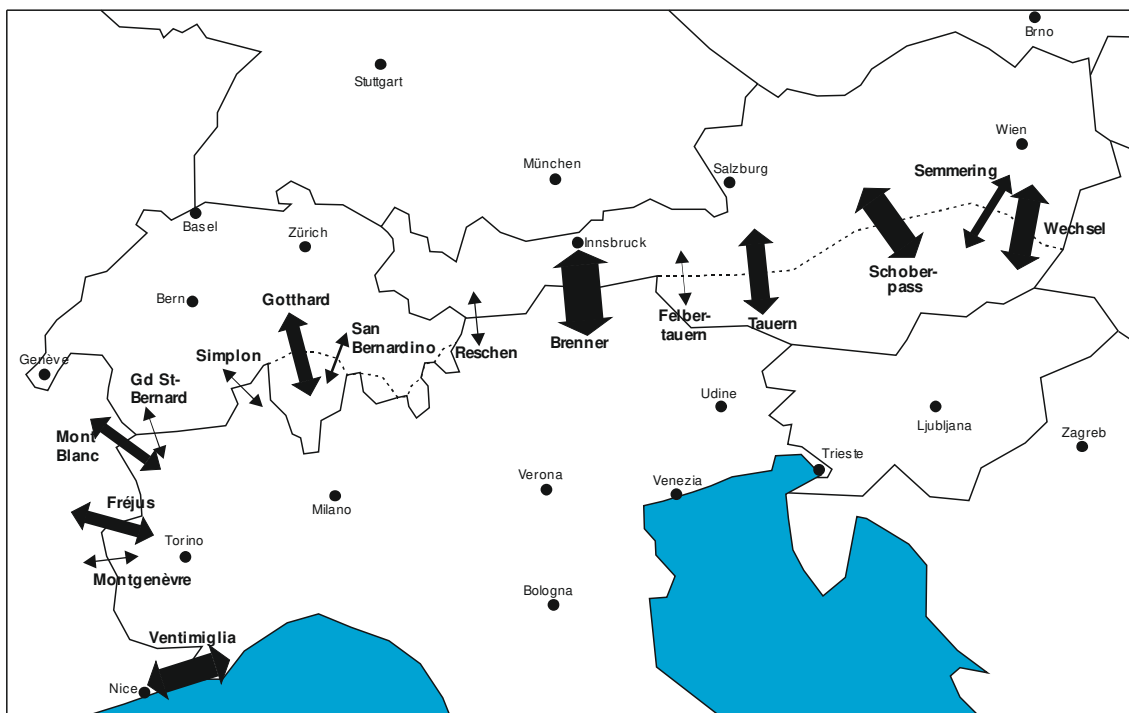 Brno
Stuttgart
Wien
München
Salzburg
Semmering
Basel
Zürich
Innsbruck
Wechsel
Schober-
pass
Bern
Gotthard
San
Bernardino
Reschen
Brenner
Felber-
tauern
Tauern
Simplon
Genève
Gd St-
Bernard
Udine
Ljubljana
Mont
Blanc
Zagreb
Trieste
Verona
Venezia
Milano
Fréjus
Torino
Montgenèvre
Bologna
Ventimiglia
Nice